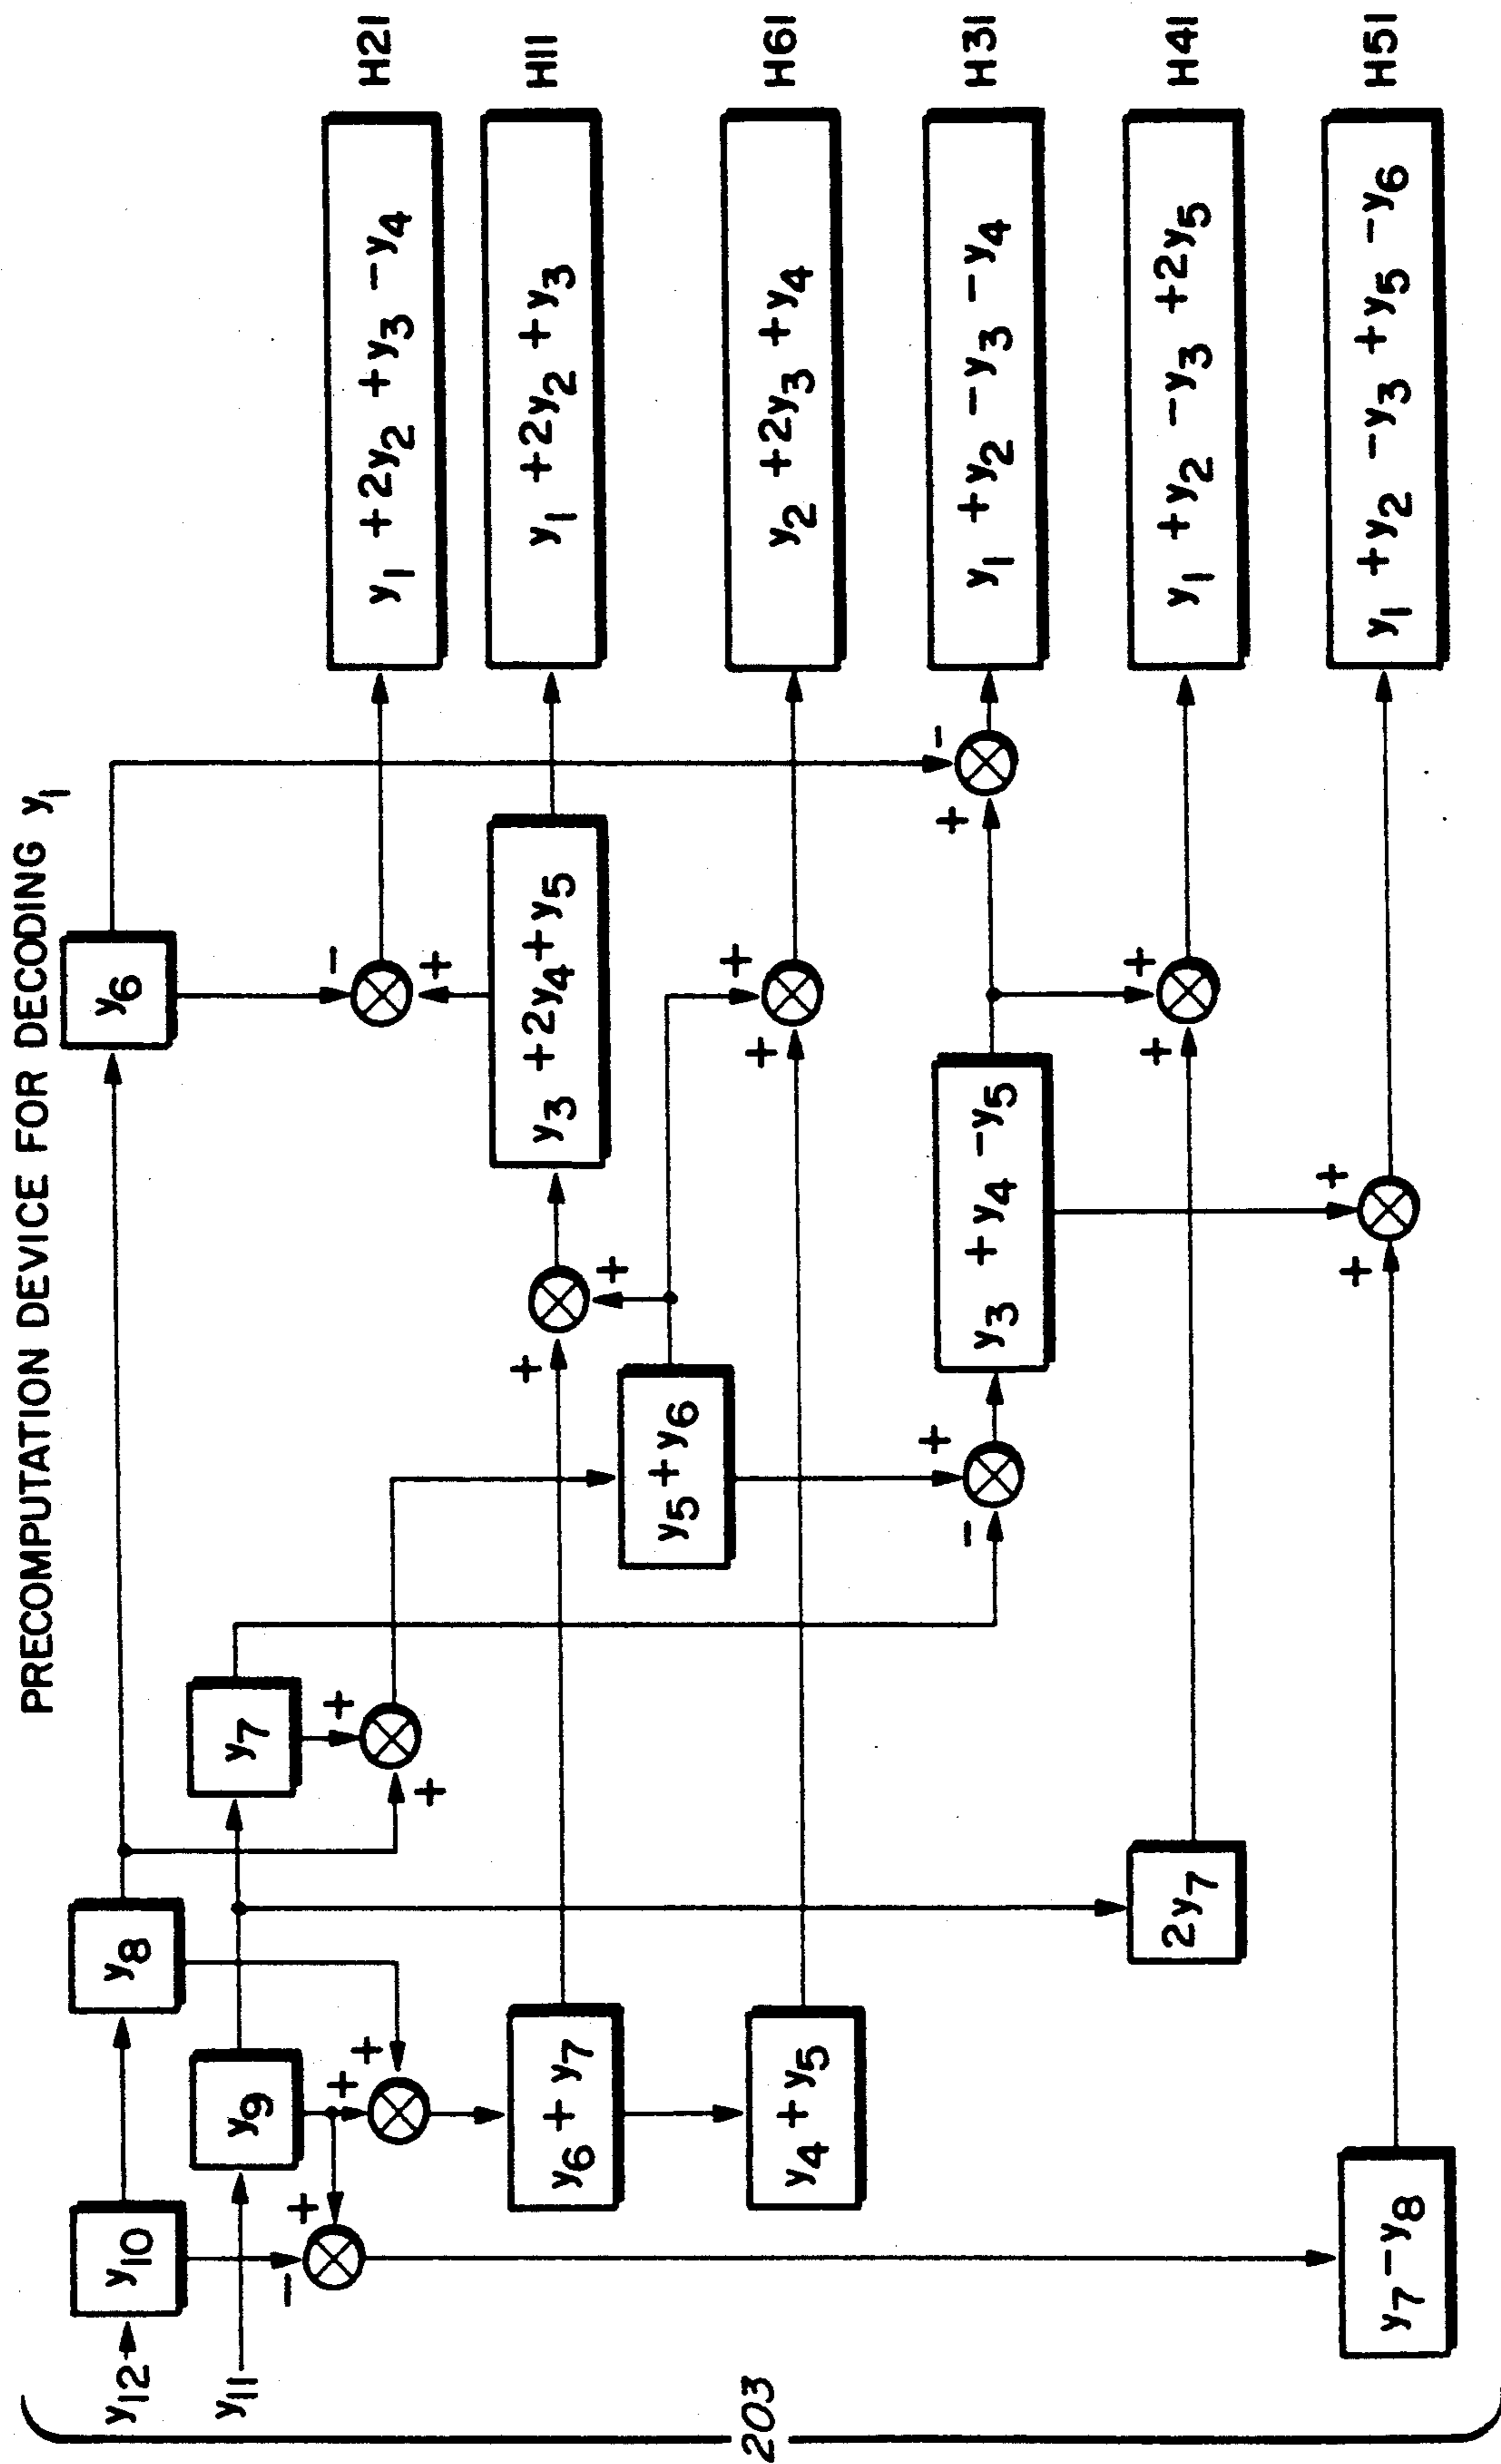 PRECOMPUTATION DEVICE FOR DECODING y1
y12
y10
y8
y6
y11
y9
y7
y6 + y7
y4 + y5
y5 + y6
y3 + 2y4 + y5
y3 + y4 - y5
2y7
y7 - y8
+
-
+
+
+
+
+
+
-
+
-
+
+
+
+
-
+
+
+
+
y1 + 2y2 + y3 - y4
H21
y1 + 2y2 + y3
H11
y2 + 2y3 + y4
H61
y1 + y2 - y3 - y4
H31
y1 + y2 - y3 + 2y5
H41
y1 + y2 - y3 + y5 - y6
H51
203